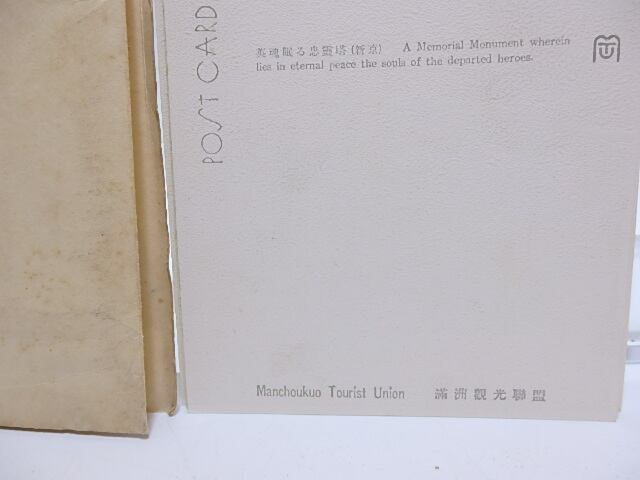 POST CARD
英魂眠る忠靈塔(新京) A Memorial Monument wherein
lies in eternal peace the souls of the departed heroes.
Manchoukuo Tourist Union 滿洲觀光聯盟